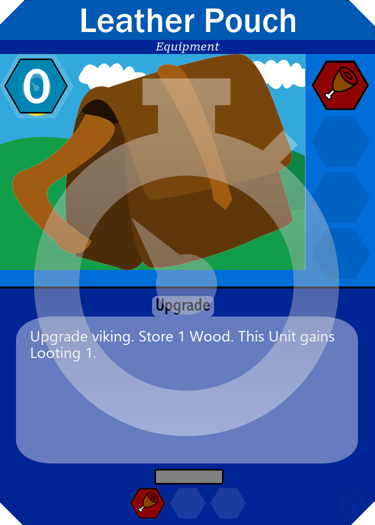 Leather Pouch
Equipment
0
Upgrade
Upgrade viking. Store 1 Wood. This Unit gains
Looting 1.